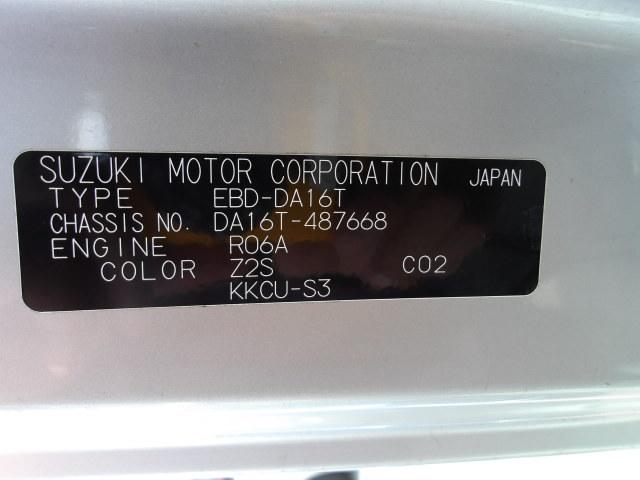 SUZUKI MOTOR CORPORATION JAPAN
TYPE EBD-DA16T
CHASSIS NO. DA16T-487668
ENGINE R06A
COLOR Z2S C02
KKCU-S3